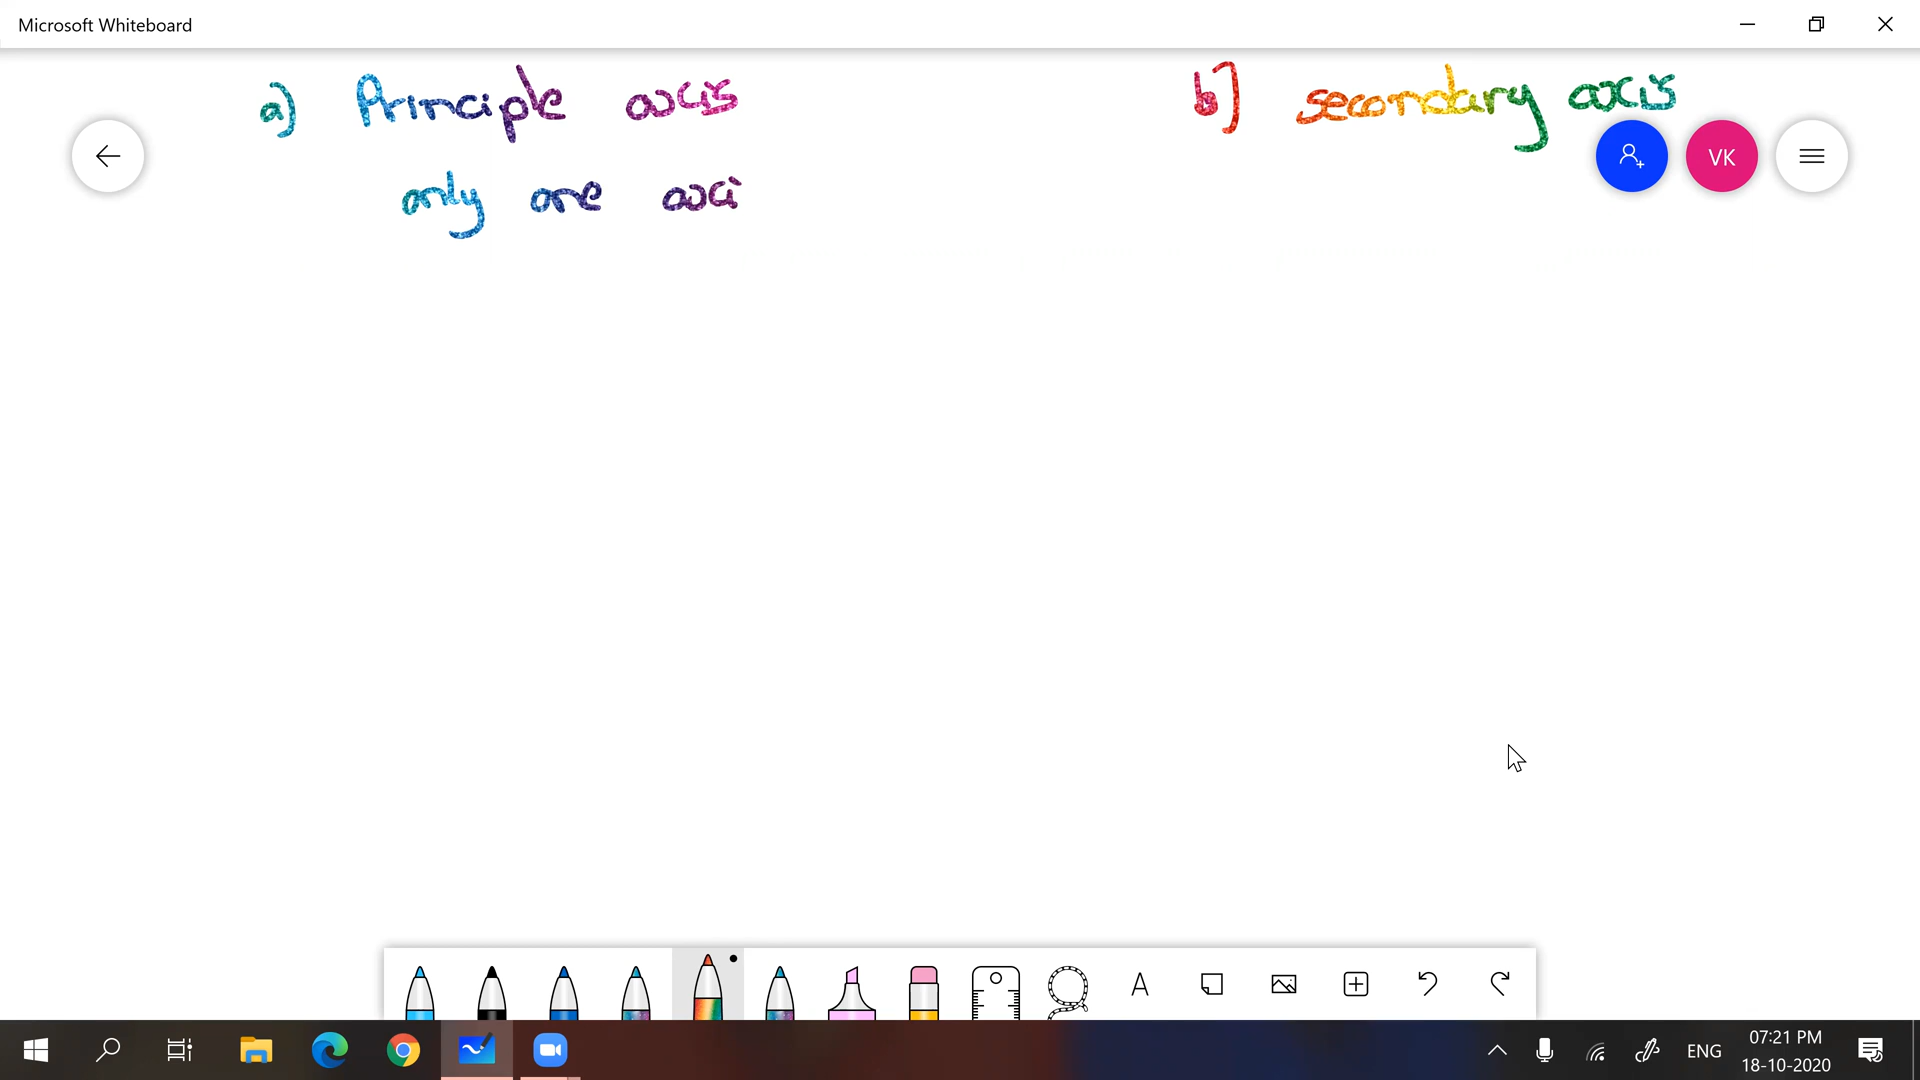 Microsoft Whiteboard
a) Principle axis b] secondary axis
VK
only one axi
A
ENG
07:21 PM
18-10-2020